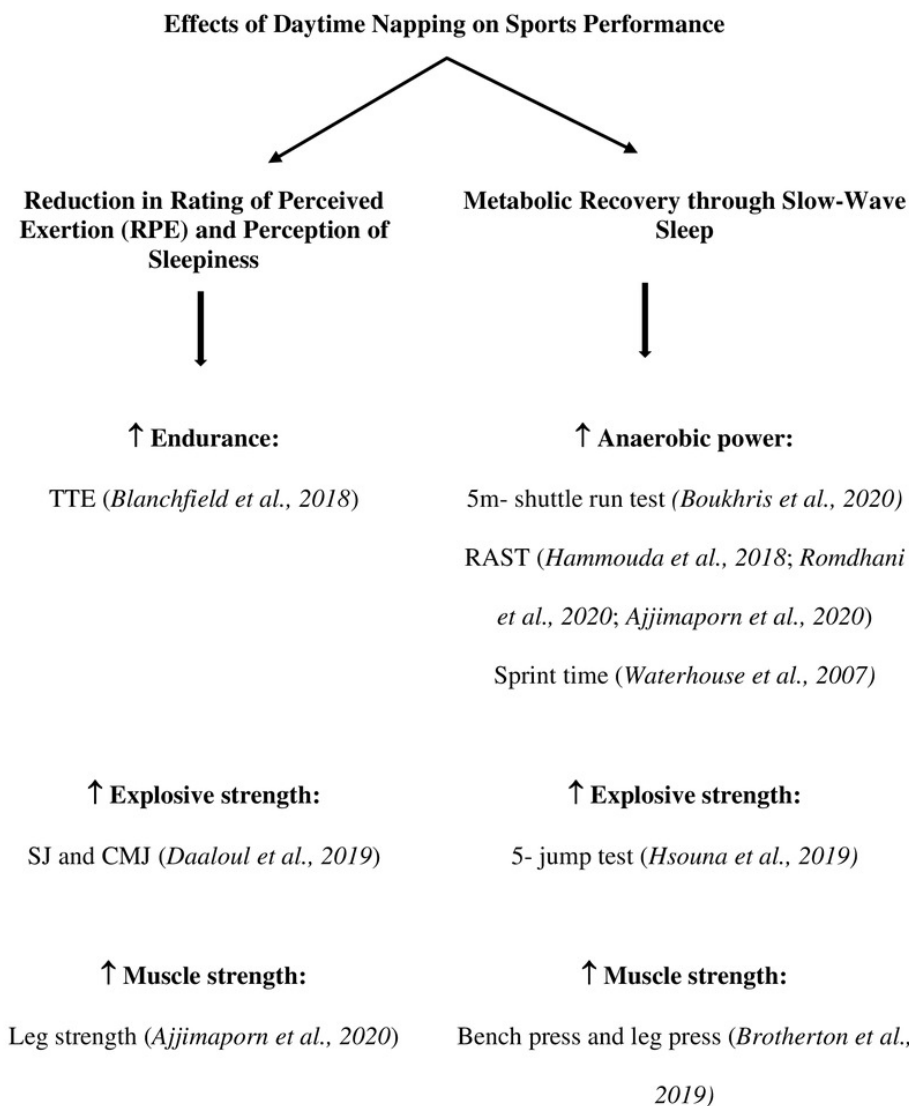 Effects of Daytime Napping on Sports Performance
Reduction in Rating of Perceived
Exertion (RPE) and Perception of
Sleepiness
↑ Endurance:
TTE (Blanchfield et al., 2018)
↑ Explosive strength:
SJ and CMJ (Daaloul et al., 2019)
↑ Muscle strength:
Leg strength (Ajjimaporn et al., 2020)
Metabolic Recovery through Slow-Wave
Sleep
↑ Anaerobic power:
5m- shuttle run test (Boukhris et al., 2020)
RAST (Hammouda et al., 2018; Romdhani
et al., 2020; Ajjimaporn et al., 2020)
Sprint time (Waterhouse et al., 2007)
↑ Explosive strength:
5- jump test (Hsouna et al., 2019)
↑ Muscle strength:
Bench press and leg press (Brotherton et al.,
2019)